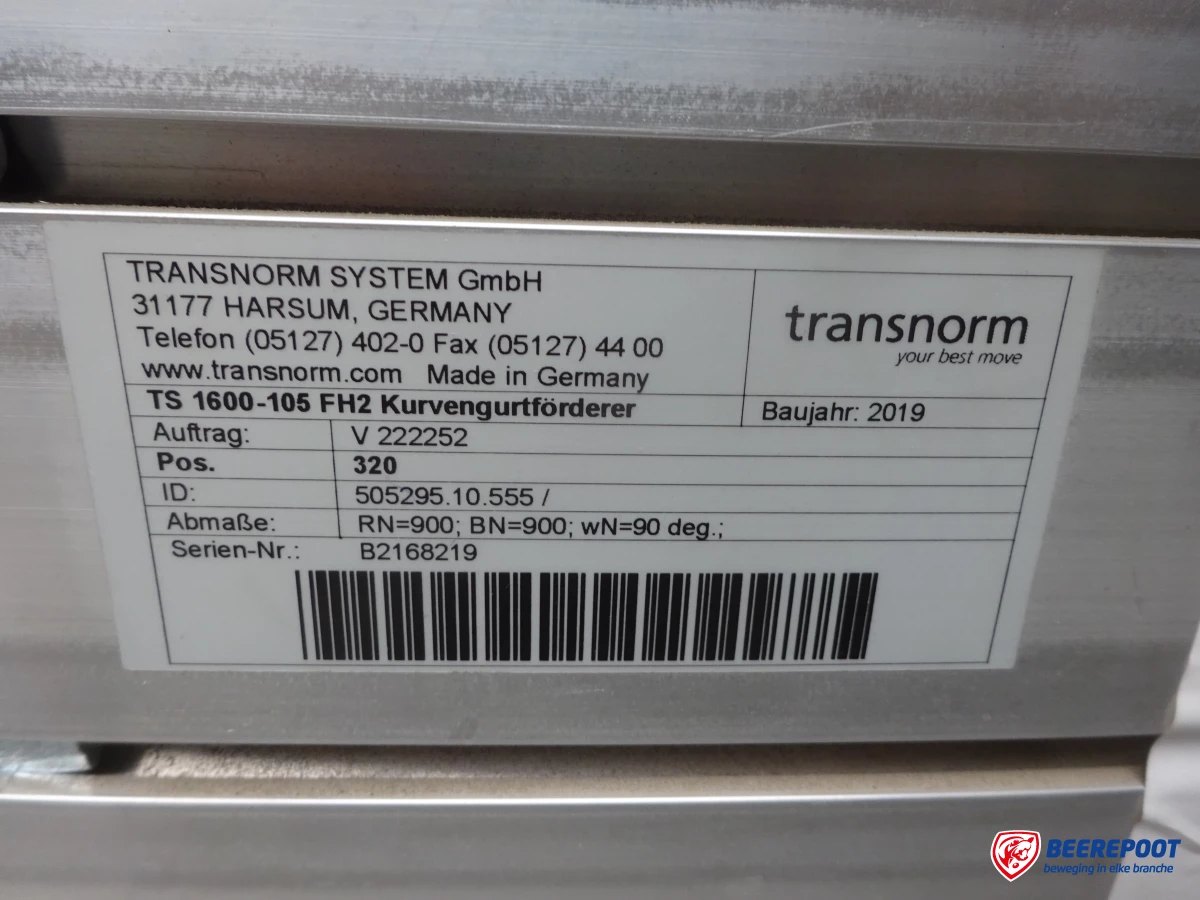 TRANSNORM SYSTEM GmbH
31177 HARSUM, GERMANY
Telefon (05127) 402-0 Fax (05127) 44 00
www.transnorm.com Made in Germany
transnorm
your best move
TS 1600-105 FH2 Kurvengurtförderer
Baujahr: 2019
Auftrag: V 222252
Pos. 320
ID: 505295.10.555 /
Abmaße: RN=900; BN=900; wN=90 deg.;
Serien-Nr.: B2168219
BEEREPOOT
beweging in elke branche